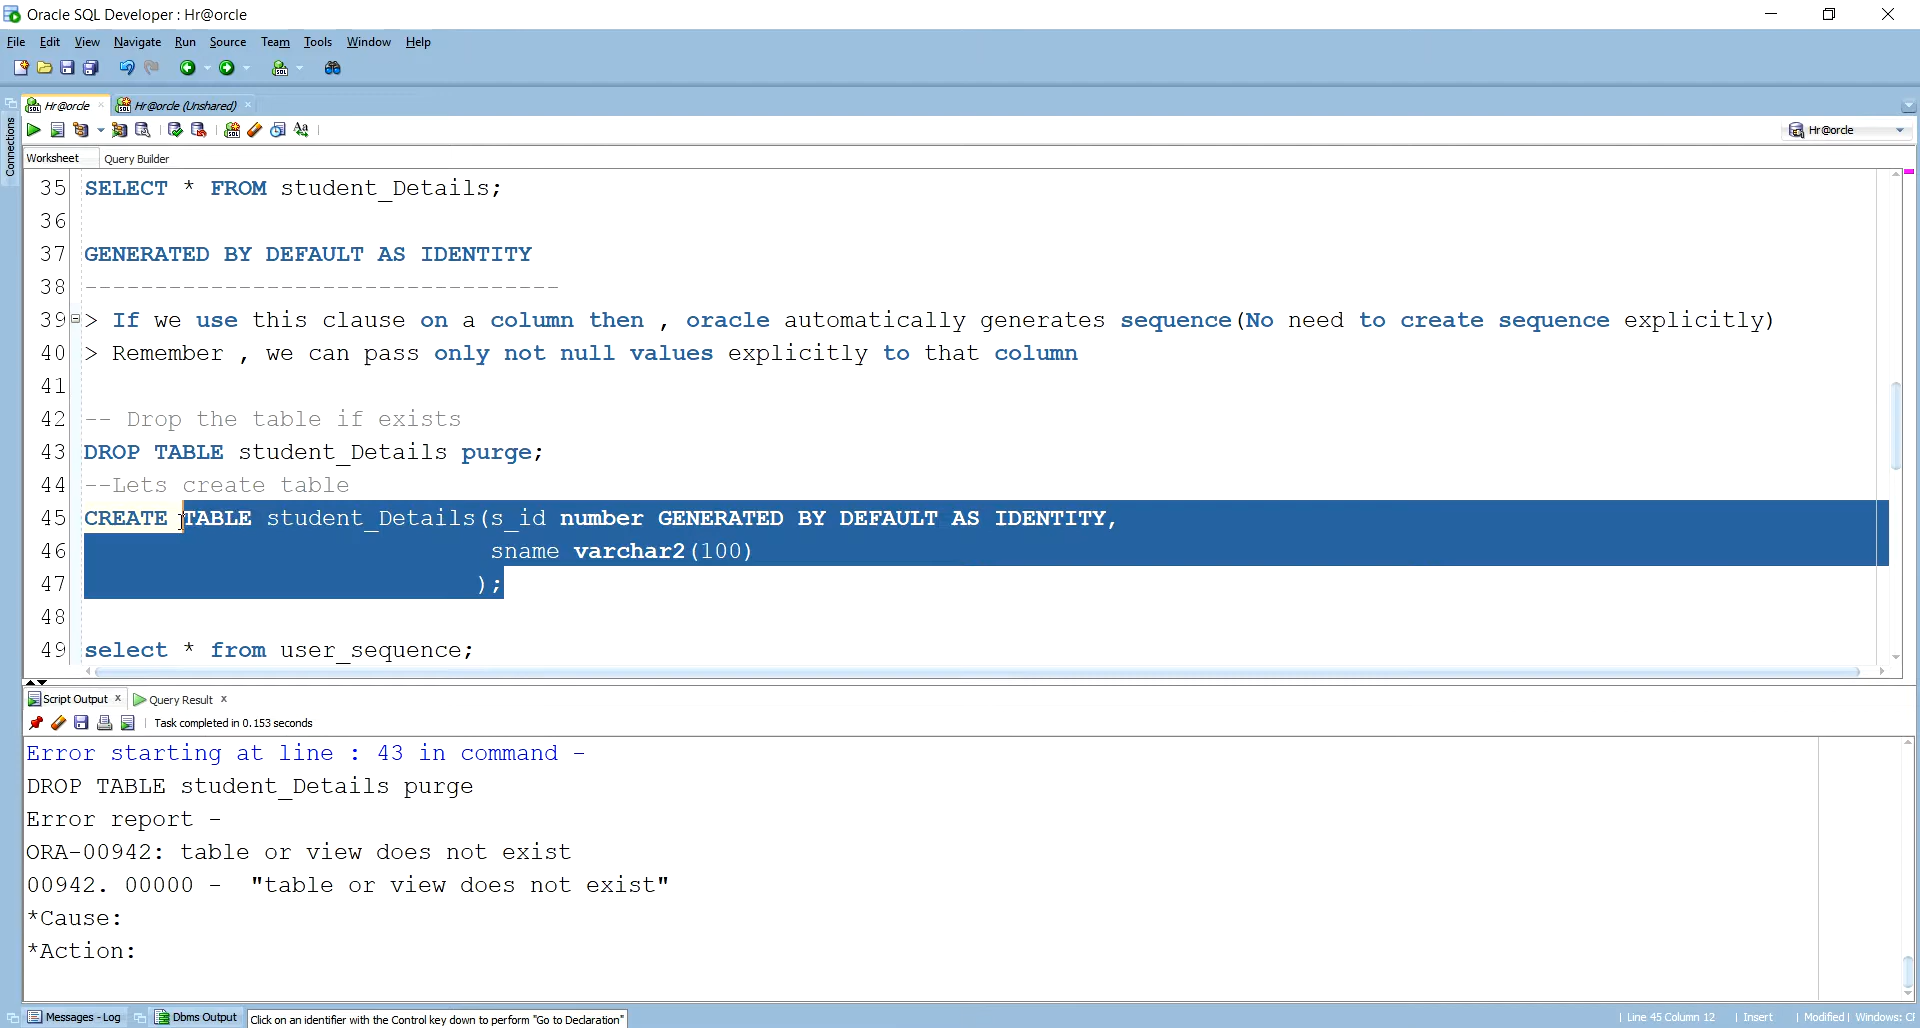 Oracle SQL Developer : Hr@orcle
File Edit View Navigate Run Source Team Tools Window Help
Connections
Hr@orcle Hr@orcle (Unshared)
Hr@orcle
Worksheet Query Builder
35 SELECT * FROM student_Details;
36
37 GENERATED BY DEFAULT AS IDENTITY
38 ----------------------------------
39 > If we use this clause on a column then , oracle automatically generates sequence(No need to create sequence explicitly)
40 > Remember , we can pass only not null values explicitly to that column
41
42 -- Drop the table if exists
43 DROP TABLE student_Details purge;
44 --Lets create table
45 CREATE TABLE student_Details(s_id number GENERATED BY DEFAULT AS IDENTITY,
46 sname varchar2(100)
47 );
48
49 select * from user_sequence;
Script Output Query Result
Task completed in 0.153 seconds
Error starting at line : 43 in command -
DROP TABLE student_Details purge
Error report -
ORA-00942: table or view does not exist
00942. 00000 - "table or view does not exist"
*Cause:
*Action:
Messages - Log Dbms Output Click on an identifier with the Control key down to perform "Go to Declaration" Line 45 Column 12 Insert Modified Windows: C